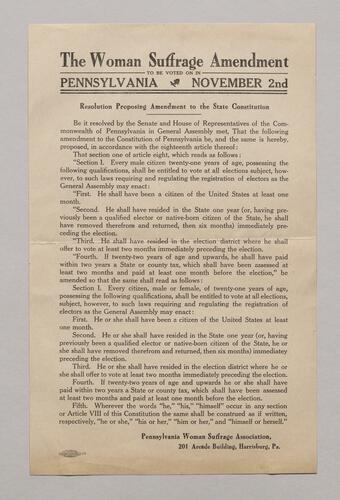 The Woman Suffrage Amendment
TO BE VOTED ON IN
PENNSYLVANIA NOVEMBER 2nd
Resolution Proposing Amendment to the State Constitution
Be it resolved by the Senate and House of Representatives of the Com-
monwealth of Pennsylvania in General Assembly met, That the following
amendment to the Constitution of Pennsylvania be, and the same is hereby,
proposed, in accordance with the eighteenth article thereof:
That section one of article eight, which reads as follows:
"Section I. Every male citizen twenty-one years of age, possessing the
following qualifications, shall be entitled to vote at all elections subject, how-
ever, to such laws requiring and regulating the registration of electors as the
General Assembly may enact:
"First. He shall have been a citizen of the United States at least one
month.
"Second. He shall have resided in the State one year (or, having pre-
viously been a qualified elector or native-born citizen of the State, he shall
have removed therefrom and returned, then six months) immediately pre-
ceding the election.
"Third. He shall have resided in the election district where he shall
offer to vote at least two months immediately preceding the election.
"Fourth. If twenty-two years of age and upwards, he shall have paid
within two years a State or county tax, which shall have been assessed at
least two months and paid at least one month before the election," be
amended so that the same shall read as follows:
Section I. Every citizen, male or female, of twenty-one years of age,
possessing the following qualifications, shall be entitled to vote at all elections,
subject, however, to such laws requiring and regulating the registration of
electors as the General Assembly may enact:
First. He or she shall have been a citizen of the United States at least
one month.
Second. He or she shall have resided in the State one year (or, having
previously been a qualified elector or native-born citizen of the State, he or
she shall have removed therefrom and returned, then six months) immediately
preceding the election.
Third. He or she shall have resided in the election district where he or
she shall offer to vote at least two months immediately preceding the election.
Fourth. If twenty-two years of age and upwards he or she shall have
paid within two years a State or county tax, which shall have been assessed
at least two months and paid at least one month before the election.
Fifth. Wherever the words "he," "his," "himself" occur in any section
or Article VIII of this Constitution the same shall be construed as if written,
respectively, "he or she," "his or her," "him or her," and "himself or herself."
Pennsylvania Woman Suffrage Association,
201 Arcade Building, Harrisburg, Pa.